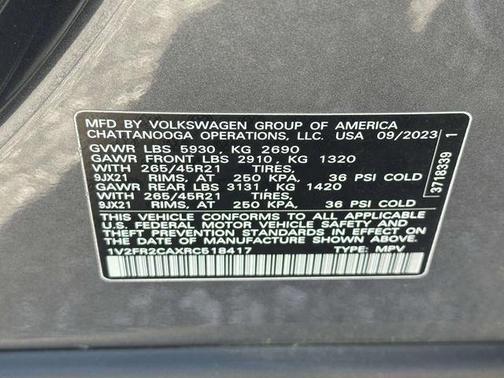 MFD BY VOLKSWAGEN GROUP OF AMERICA
CHATTANOOGA OPERATIONS, LLC. USA 09/2023
GVWR LBS 5930, KG 2690
GAWR FRONT LBS 2910, KG 1320
WITH 265/45R21 TIRES,
9JX21 RIMS, AT 250 KPA, 36 PSI COLD
GAWR REAR LBS 3131, KG 1420
WITH 265/45R21 TIRES,
9JX21 RIMS, AT 250 KPA, 36 PSI COLD
THIS VEHICLE CONFORMS TO ALL APPLICABLE
U.S. FEDERAL MOTOR VEHICLE SAFETY
STANDARDS IN EFFECT ON THE DATE
OF MANUFACTURE SHOWN ABOVE.
1V2FR2CAXRC518417 TYPE: MPV
3718339 1